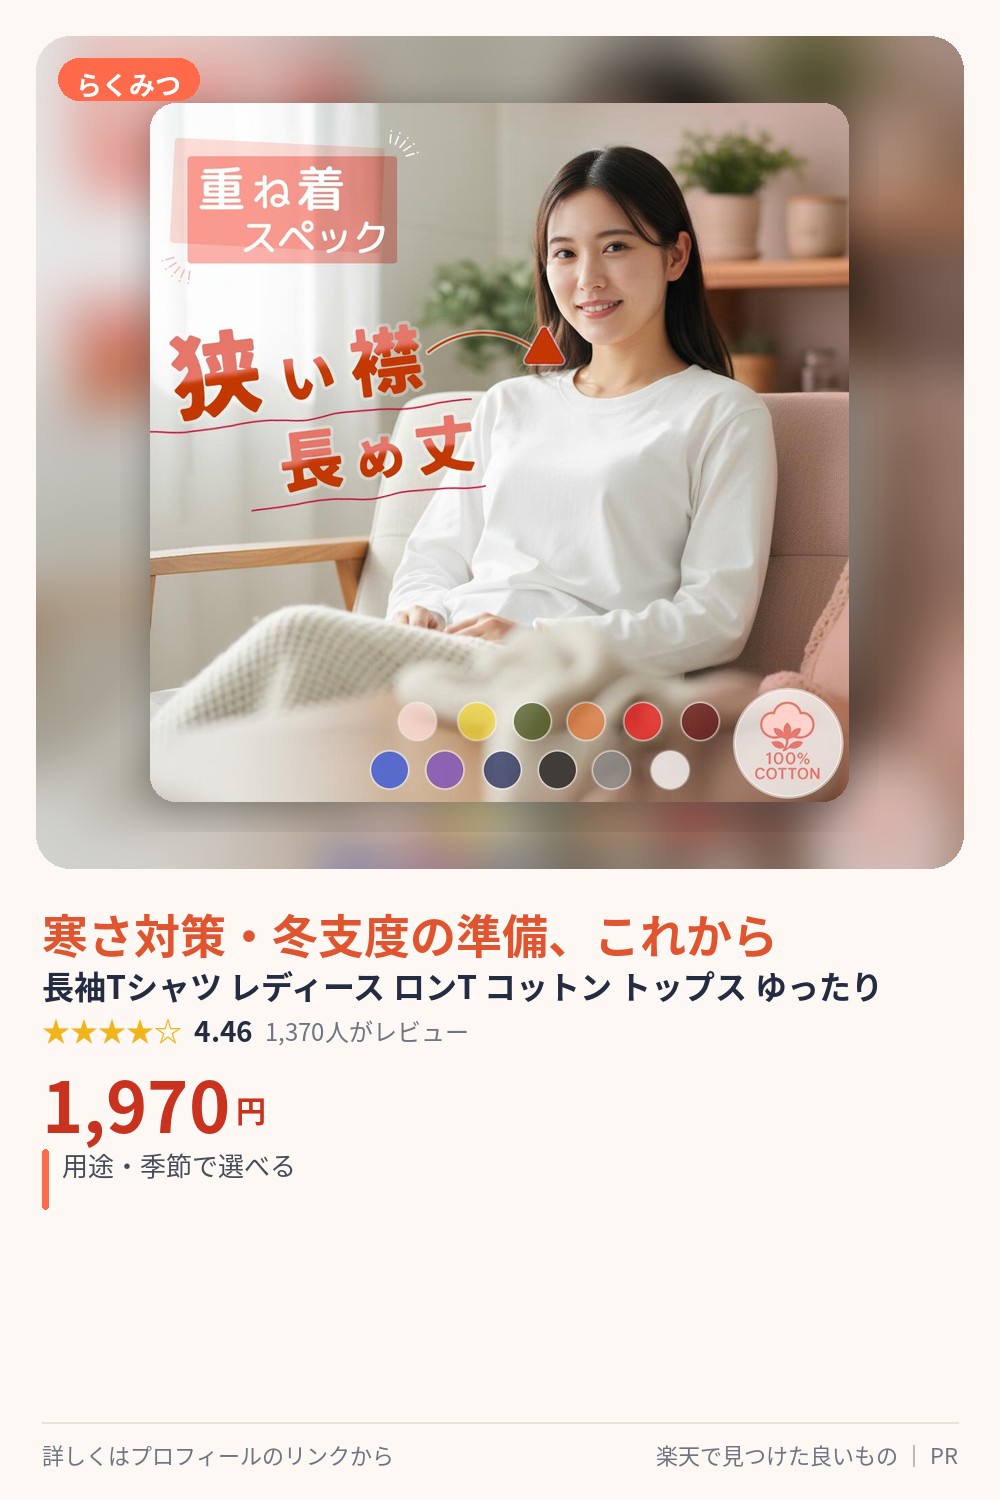 らくみつ
重ね着
スペック
狭い襟
長め丈
100%
COTTON
寒さ対策・冬支度の準備、これから
長袖Tシャツ レディース ロンT コットン トップス ゆったり
★★★★☆ 4.46 1,370人がレビュー
1,970円
用途・季節で選べる
詳しくはプロフィールのリンクから
楽天で見つけた良いもの | PR